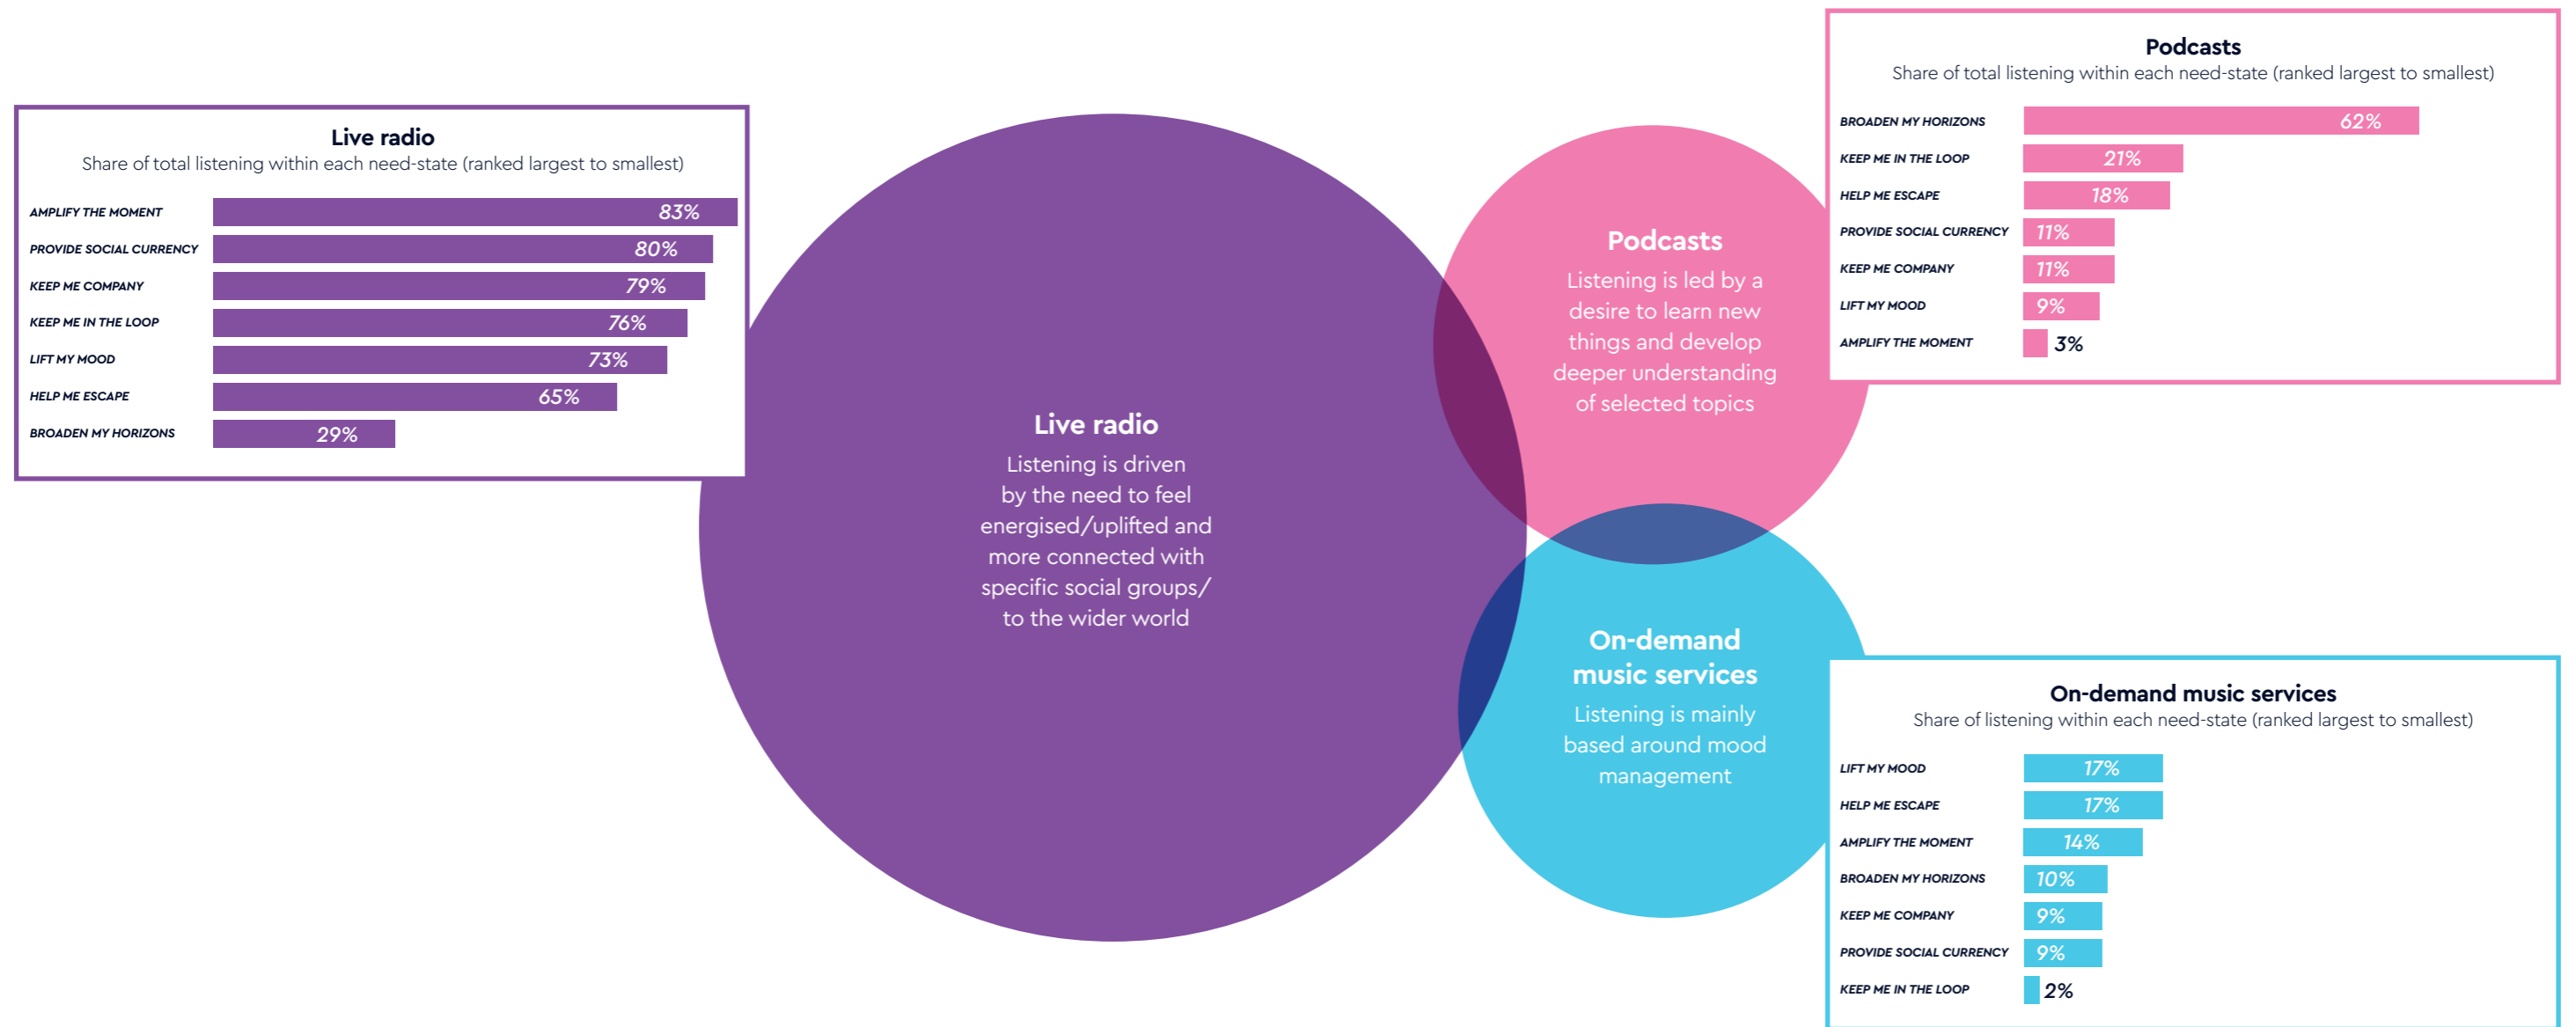 Live radio
Share of total listening within each need-state (ranked largest to smallest)
AMPLIFY THE MOMENT 83%
PROVIDE SOCIAL CURRENCY 80%
KEEP ME COMPANY 79%
KEEP ME IN THE LOOP 76%
LIFT MY MOOD 73%
HELP ME ESCAPE 65%
BROADEN MY HORIZONS 29%
Live radio
Listening is driven
by the need to feel
energised/uplifted and
more connected with
specific social groups/
to the wider world
Podcasts
Listening is led by a
desire to learn new
things and develop
deeper understanding
of selected topics
On-demand
music services
Listening is mainly
based around mood
management
Podcasts
Share of total listening within each need-state (ranked largest to smallest)
BROADEN MY HORIZONS 62%
KEEP ME IN THE LOOP 21%
HELP ME ESCAPE 18%
PROVIDE SOCIAL CURRENCY 11%
KEEP ME COMPANY 11%
LIFT MY MOOD 9%
AMPLIFY THE MOMENT 3%
On-demand music services
Share of listening within each need-state (ranked largest to smallest)
LIFT MY MOOD 17%
HELP ME ESCAPE 17%
AMPLIFY THE MOMENT 14%
BROADEN MY HORIZONS 10%
KEEP ME COMPANY 9%
PROVIDE SOCIAL CURRENCY 9%
KEEP ME IN THE LOOP 2%